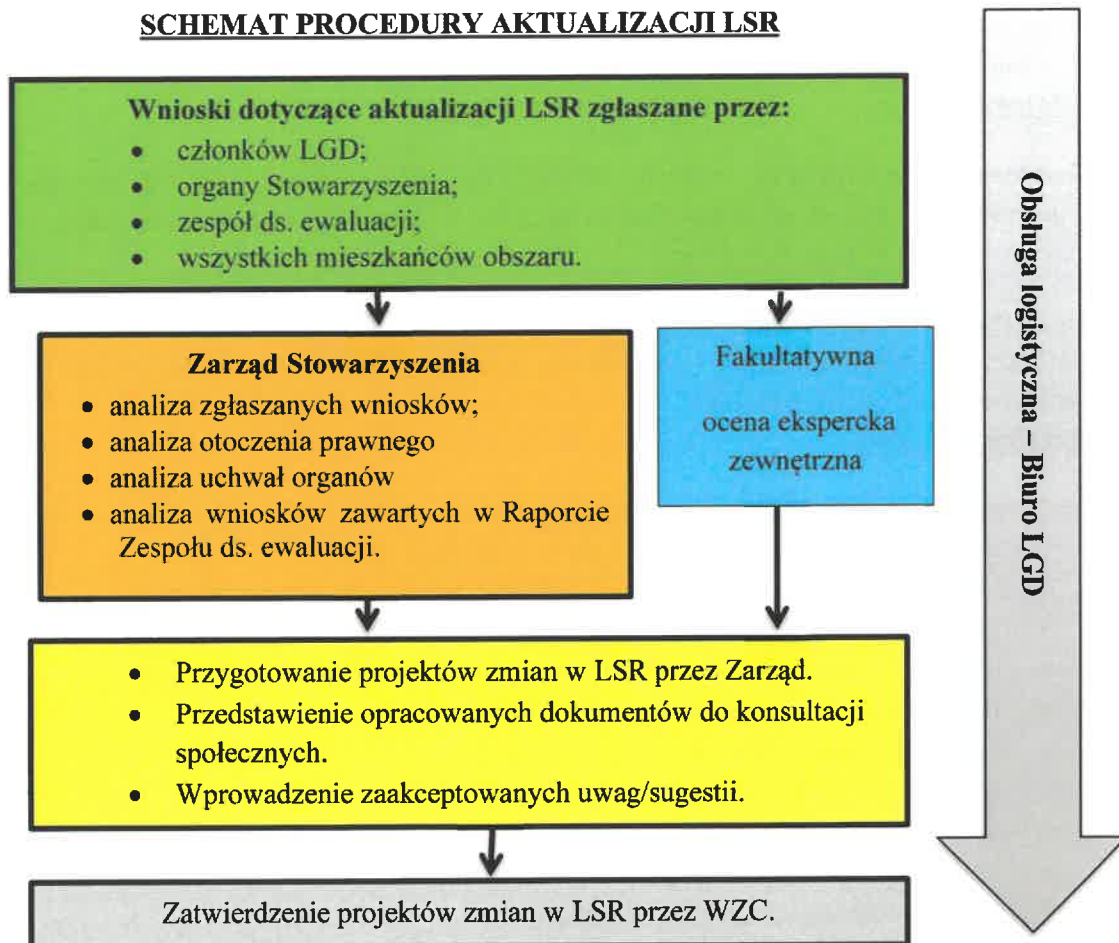 SCHEMAT PROCEDURY AKTUALIZACJI LSR
Wnioski dotyczące aktualizacji LSR zgłaszane przez:
• członków LGD;
• organy Stowarzyszenia;
• zespół ds. ewaluacji;
• wszystkich mieszkańców obszaru.
Zarząd Stowarzyszenia
• analiza zgłaszanych wniosków;
• analiza otoczenia prawnego
• analiza uchwał organów
• analiza wniosków zawartych w Raporcie
Zespołu ds. ewaluacji.
Fakultatywna
ocena ekspercka
zewnętrzna
• Przygotowanie projektów zmian w LSR przez Zarząd.
• Przedstawienie opracowanych dokumentów do konsultacji
społecznych.
• Wprowadzenie zaakceptowanych uwag/sugestii.
Zatwierdzenie projektów zmian w LSR przez WZC.
Obsługa logistyczna – Biuro LGD